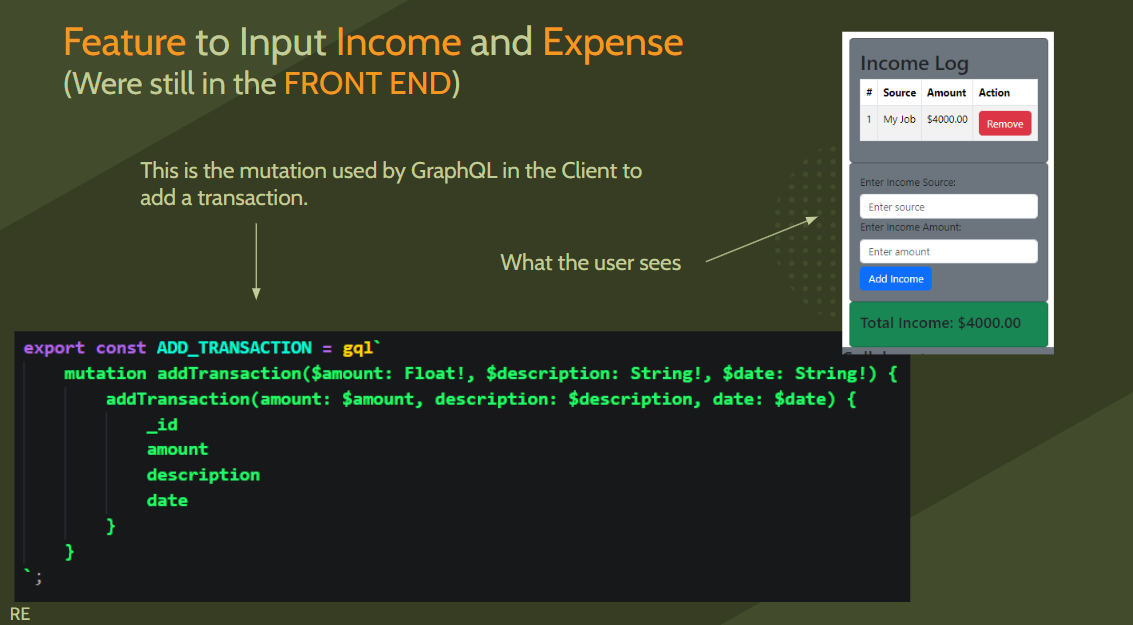 Feature to Input Income and Expense
(Were still in the FRONT END)
This is the mutation used by GraphQL in the Client to
add a transaction.
What the user sees
Income Log
# Source Amount Action
1 My Job $4000.00 Remove
Enter Income Source:
Enter source
Enter Income Amount:
Enter amount
Add Income
Total Income: $4000.00
export const ADD_TRANSACTION = gql`
mutation addTransaction($amount: Float!, $description: String!, $date: String!) {
addTransaction(amount: $amount, description: $description, date: $date) {
_id
amount
description
date
}
}
`;
RE